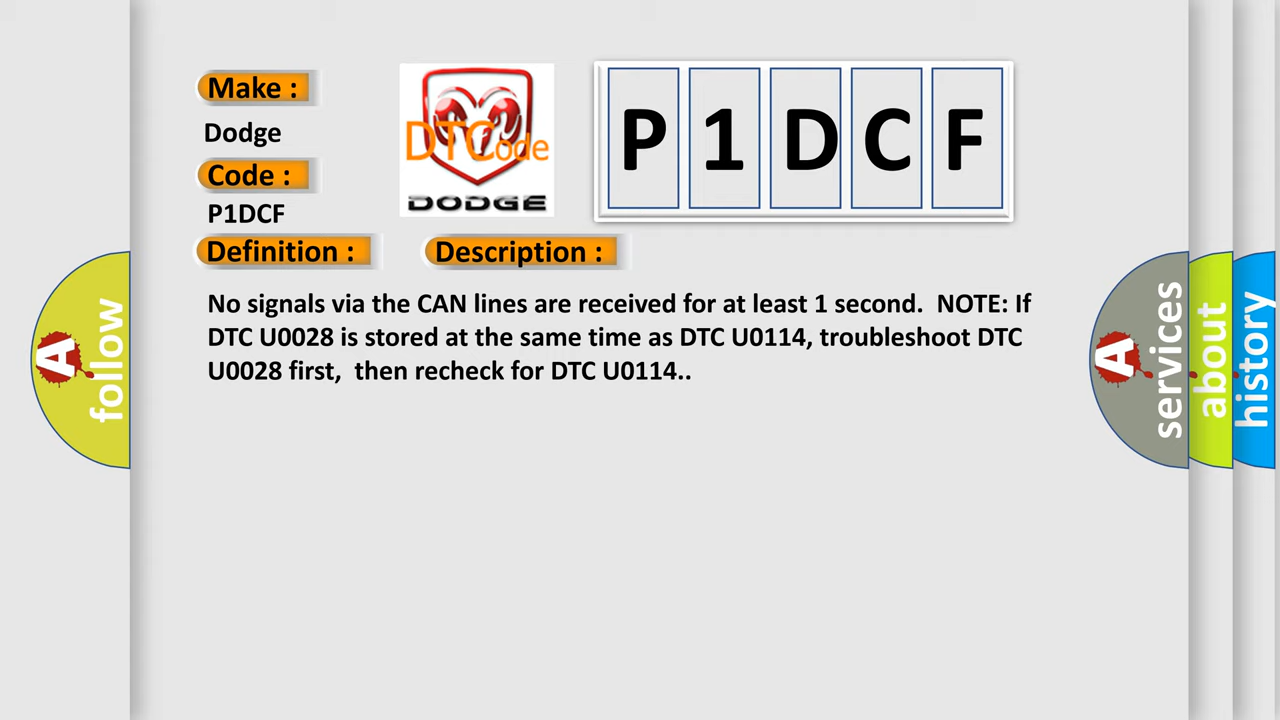 Make :
Dodge
Code :
P1DCF
Definition :
Description :
DTCode
DODGE
P 1 D C F
No signals via the CAN lines are received for at least 1 second.  NOTE: If
DTC U0028 is stored at the same time as DTC U0114, troubleshoot DTC
U0028 first,  then recheck for DTC U0114..
A
follow
A
services
about
history